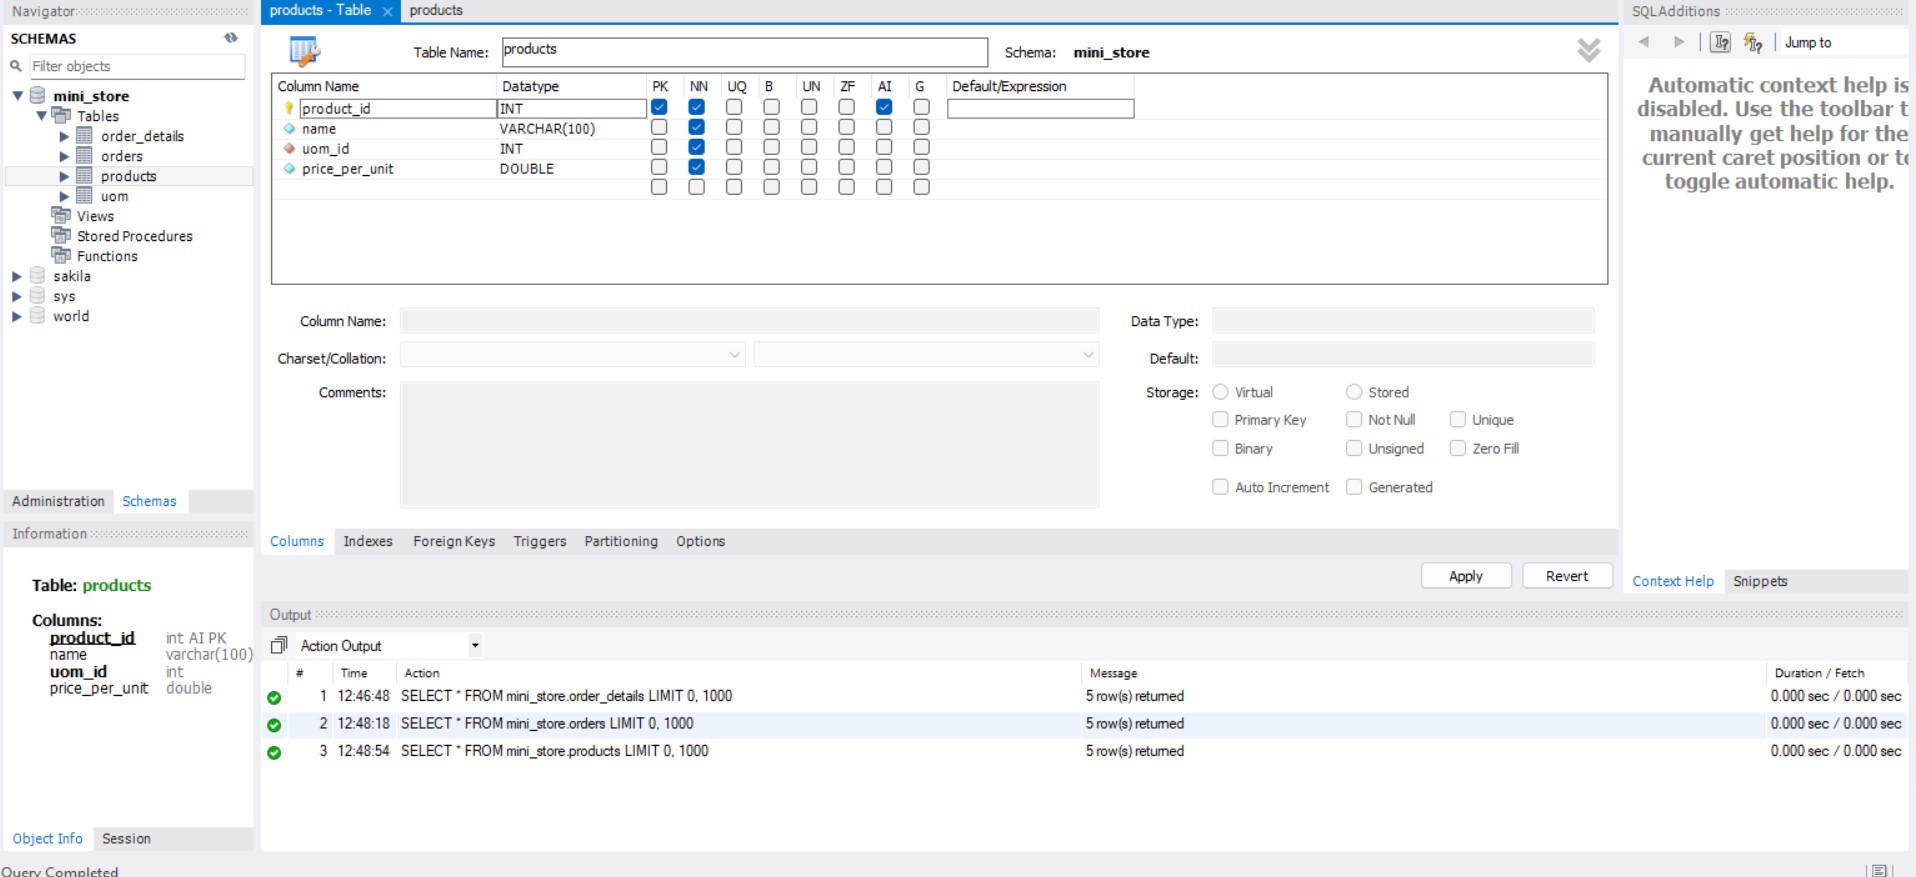 Navigator
SCHEMAS
Filter objects
mini_store
Tables
order_details
orders
products
uom
Views
Stored Procedures
Functions
sakila
sys
world
Administration Schemas
Information
Table: products
Columns:
product_id int AI PK
name varchar(100)
uom_id int
price_per_unit double
Object Info Session
Query Completed
products - Table products
Table Name: products Schema: mini_store
Column Name Datatype PK NN UQ B UN ZF AI G Default/Expression
product_id INT
name VARCHAR(100)
uom_id INT
price_per_unit DOUBLE
Column Name: Data Type:
Charset/Collation: Default:
Comments: Storage: Virtual Stored
Primary Key Not Null Unique
Binary Unsigned Zero Fill
Auto Increment Generated
Columns Indexes Foreign Keys Triggers Partitioning Options
Apply Revert
Output
Action Output
# Time Action Message Duration / Fetch
1 12:46:48 SELECT * FROM mini_store.order_details LIMIT 0, 1000 5 row(s) returned 0.000 sec / 0.000 sec
2 12:48:18 SELECT * FROM mini_store.orders LIMIT 0, 1000 5 row(s) returned 0.000 sec / 0.000 sec
3 12:48:54 SELECT * FROM mini_store.products LIMIT 0, 1000 5 row(s) returned 0.000 sec / 0.000 sec
SQLAdditions
Jump to
Automatic context help is
disabled. Use the toolbar t
manually get help for the
current caret position or to
toggle automatic help.
Context Help Snippets